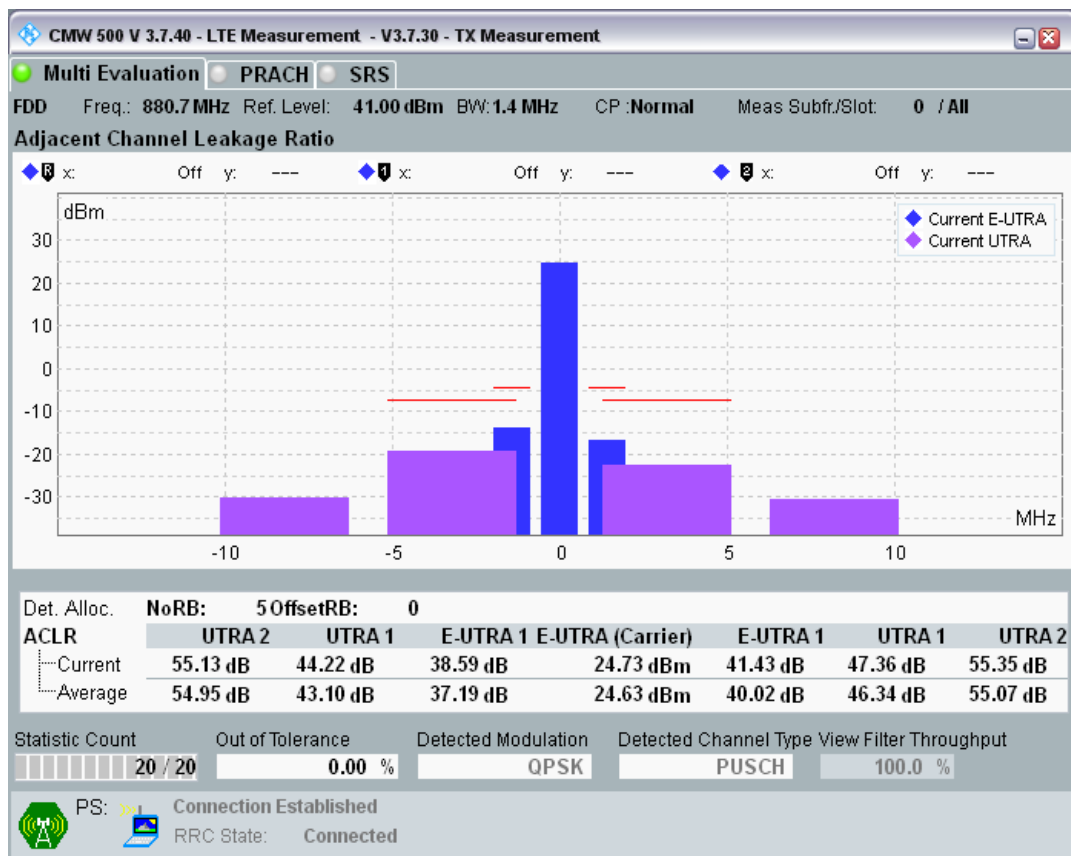 CMW 500 V 3.7.40 - LTE Measurement - V3.7.30 - TX Measurement
Multi Evaluation PRACH SRS
FDD Freq.: 880.7 MHz Ref. Level: 41.00 dBm BW: 1.4 MHz CP :Normal Meas Subfr./Slot: 0 / All
Adjacent Channel Leakage Ratio
R x: Off y: --- 1 x: Off y: --- 2 x: Off y: ---
dBm
Current E-UTRA
Current UTRA
30
20
10
0
-10
-20
-30
MHz
-10 -5 0 5 10
Det. Alloc. NoRB: 5 OffsetRB: 0
ACLR UTRA 2 UTRA 1 E-UTRA 1 E-UTRA (Carrier) E-UTRA 1 UTRA 1 UTRA 2
Current 55.13 dB 44.22 dB 38.59 dB 24.73 dBm 41.43 dB 47.36 dB 55.35 dB
Average 54.95 dB 43.10 dB 37.19 dB 24.63 dBm 40.02 dB 46.34 dB 55.07 dB
Statistic Count Out of Tolerance Detected Modulation Detected Channel Type View Filter Throughput
20 / 20 0.00 % QPSK PUSCH 100.0 %
PS: Connection Established
RRC State: Connected